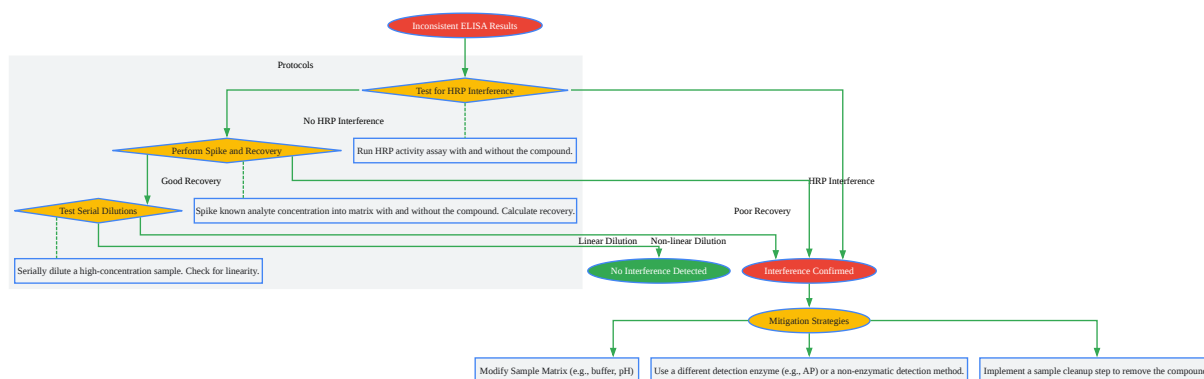 Inconsistent ELISA Results
Protocols
Test for HRP Interference
No HRP Interference
Perform Spike and Recovery
Run HRP activity assay with and without the compound.
Good Recovery
HRP Interference
Test Serial Dilutions
Spike known analyte concentration into matrix with and without the compound. Calculate recovery.
Poor Recovery
Linear Dilution
Non-linear Dilution
Serially dilute a high-concentration sample. Check for linearity.
No Interference Detected
Interference Confirmed
Mitigation Strategies
Modify Sample Matrix (e.g., buffer, pH)
Use a different detection enzyme (e.g., AP) or a non-enzymatic detection method.
Implement a sample cleanup step to remove the compoun